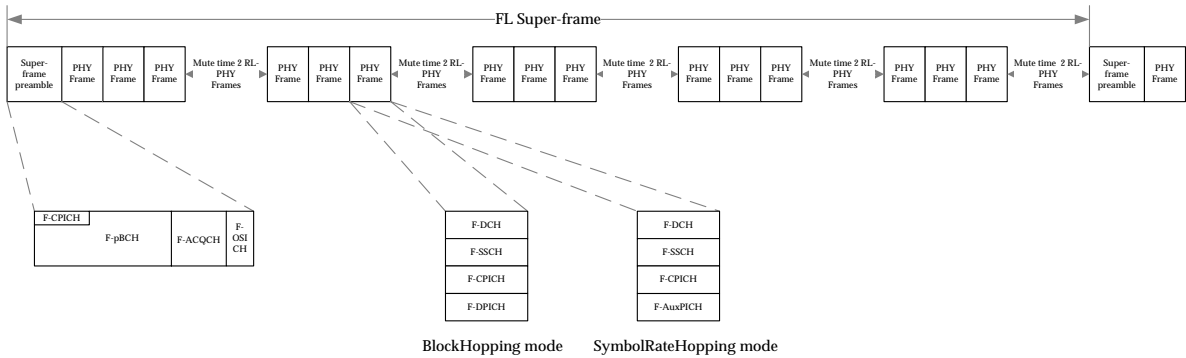 FL Super-frame
Super-
frame
preamble
PHY
Frame
PHY
Frame
PHY
Frame
Mute time 2 RL-
PHY
Frames
PHY
Frame
PHY
Frame
PHY
Frame
Mute time 2 RL-
PHY
Frames
PHY
Frame
PHY
Frame
PHY
Frame
Mute time 2 RL-
PHY
Frames
PHY
Frame
PHY
Frame
PHY
Frame
Mute time 2 RL-
PHY
Frames
PHY
Frame
PHY
Frame
PHY
Frame
Mute time 2 RL-
PHY
Frames
Super-
frame
preamble
PHY
Frame
F-CPICH
F-pBCH
F-ACQCH
F-
OSI
CH
F-DCH
F-SSCH
F-CPICH
F-DPICH
BlockHopping mode
F-DCH
F-SSCH
F-CPICH
F-AuxPICH
SymbolRateHopping mode